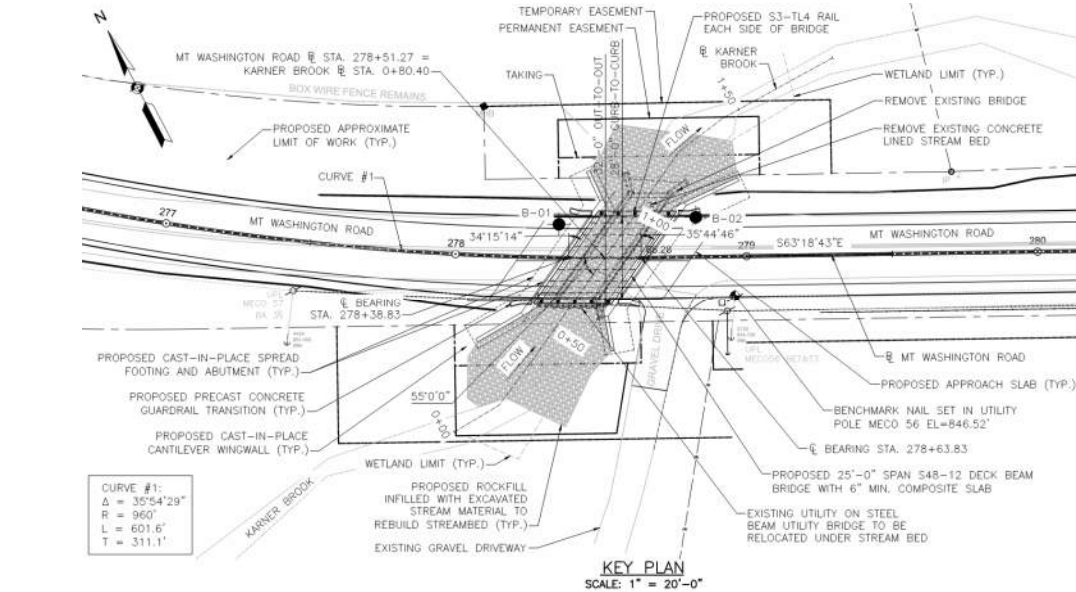 TEMPORARY EASEMENT
PERMANENT EASEMENT
PROPOSED S3-TL4 RAIL
EACH SIDE OF BRIDGE
MT WASHINGTON ROAD ℄ STA. 278+51.27 =
KARNER BROOK ℄ STA. 0+80.40
℄ KARNER
BROOK
TAKING
WETLAND LIMIT (TYP.)
BOX WIRE FENCE REMAINS
1+50
REMOVE EXISTING BRIDGE
PROPOSED APPROXIMATE
LIMIT OF WORK (TYP.)
OUT-TO-OUT
CURB-TO-CURB
FLOW
REMOVE EXISTING CONCRETE
LINED STREAM BED
CURVE #1
N
277
MT WASHINGTON ROAD
B-01
1+00
B-02
34°15'14"
35°44'46"
278
279
S63°18'43"E
MT WASHINGTON ROAD
280
℄ BEARING
STA. 278+38.83
0+50
FLOW
GRAVEL DRIVE
℄ MT WASHINGTON ROAD
PROPOSED CAST-IN-PLACE SPREAD
FOOTING AND ABUTMENT (TYP.)
PROPOSED APPROACH SLAB (TYP.)
PROPOSED PRECAST CONCRETE
GUARDRAIL TRANSITION (TYP.)
55°0'0"
0+00
BENCHMARK NAIL SET IN UTILITY
POLE MECO 56 EL=846.52'
PROPOSED CAST-IN-PLACE
CANTILEVER WINGWALL (TYP.)
℄ BEARING STA. 278+63.83
WETLAND LIMIT (TYP.)
PROPOSED 25'-0" SPAN S48-12 DECK BEAM
BRIDGE WITH 6" MIN. COMPOSITE SLAB
CURVE #1:
Δ = 35°54'29"
R = 960'
L = 601.6'
T = 311.1'
KARNER BROOK
PROPOSED ROCKFILL
INFILLED WITH EXCAVATED
STREAM MATERIAL TO
REBUILD STREAMBED (TYP.)
EXISTING UTILITY ON STEEL
BEAM UTILITY BRIDGE TO BE
RELOCATED UNDER STREAM BED
EXISTING GRAVEL DRIVEWAY
KEY PLAN
SCALE: 1" = 20'-0"